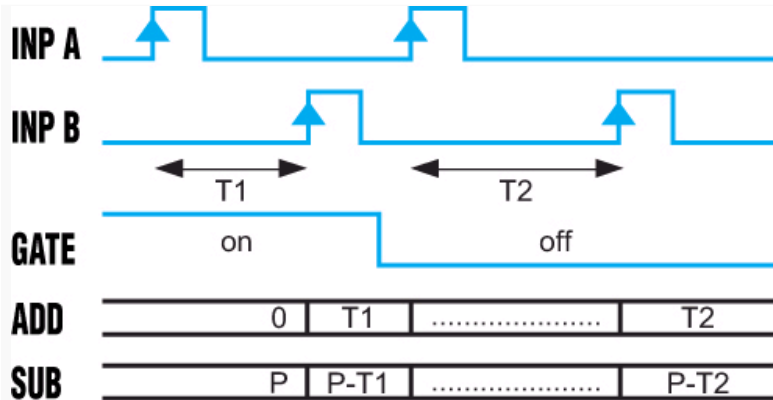 INP A
INP B
T1 T2
GATE on off
ADD 0 T1 ..................... T2
SUB P P-T1 ..................... P-T2